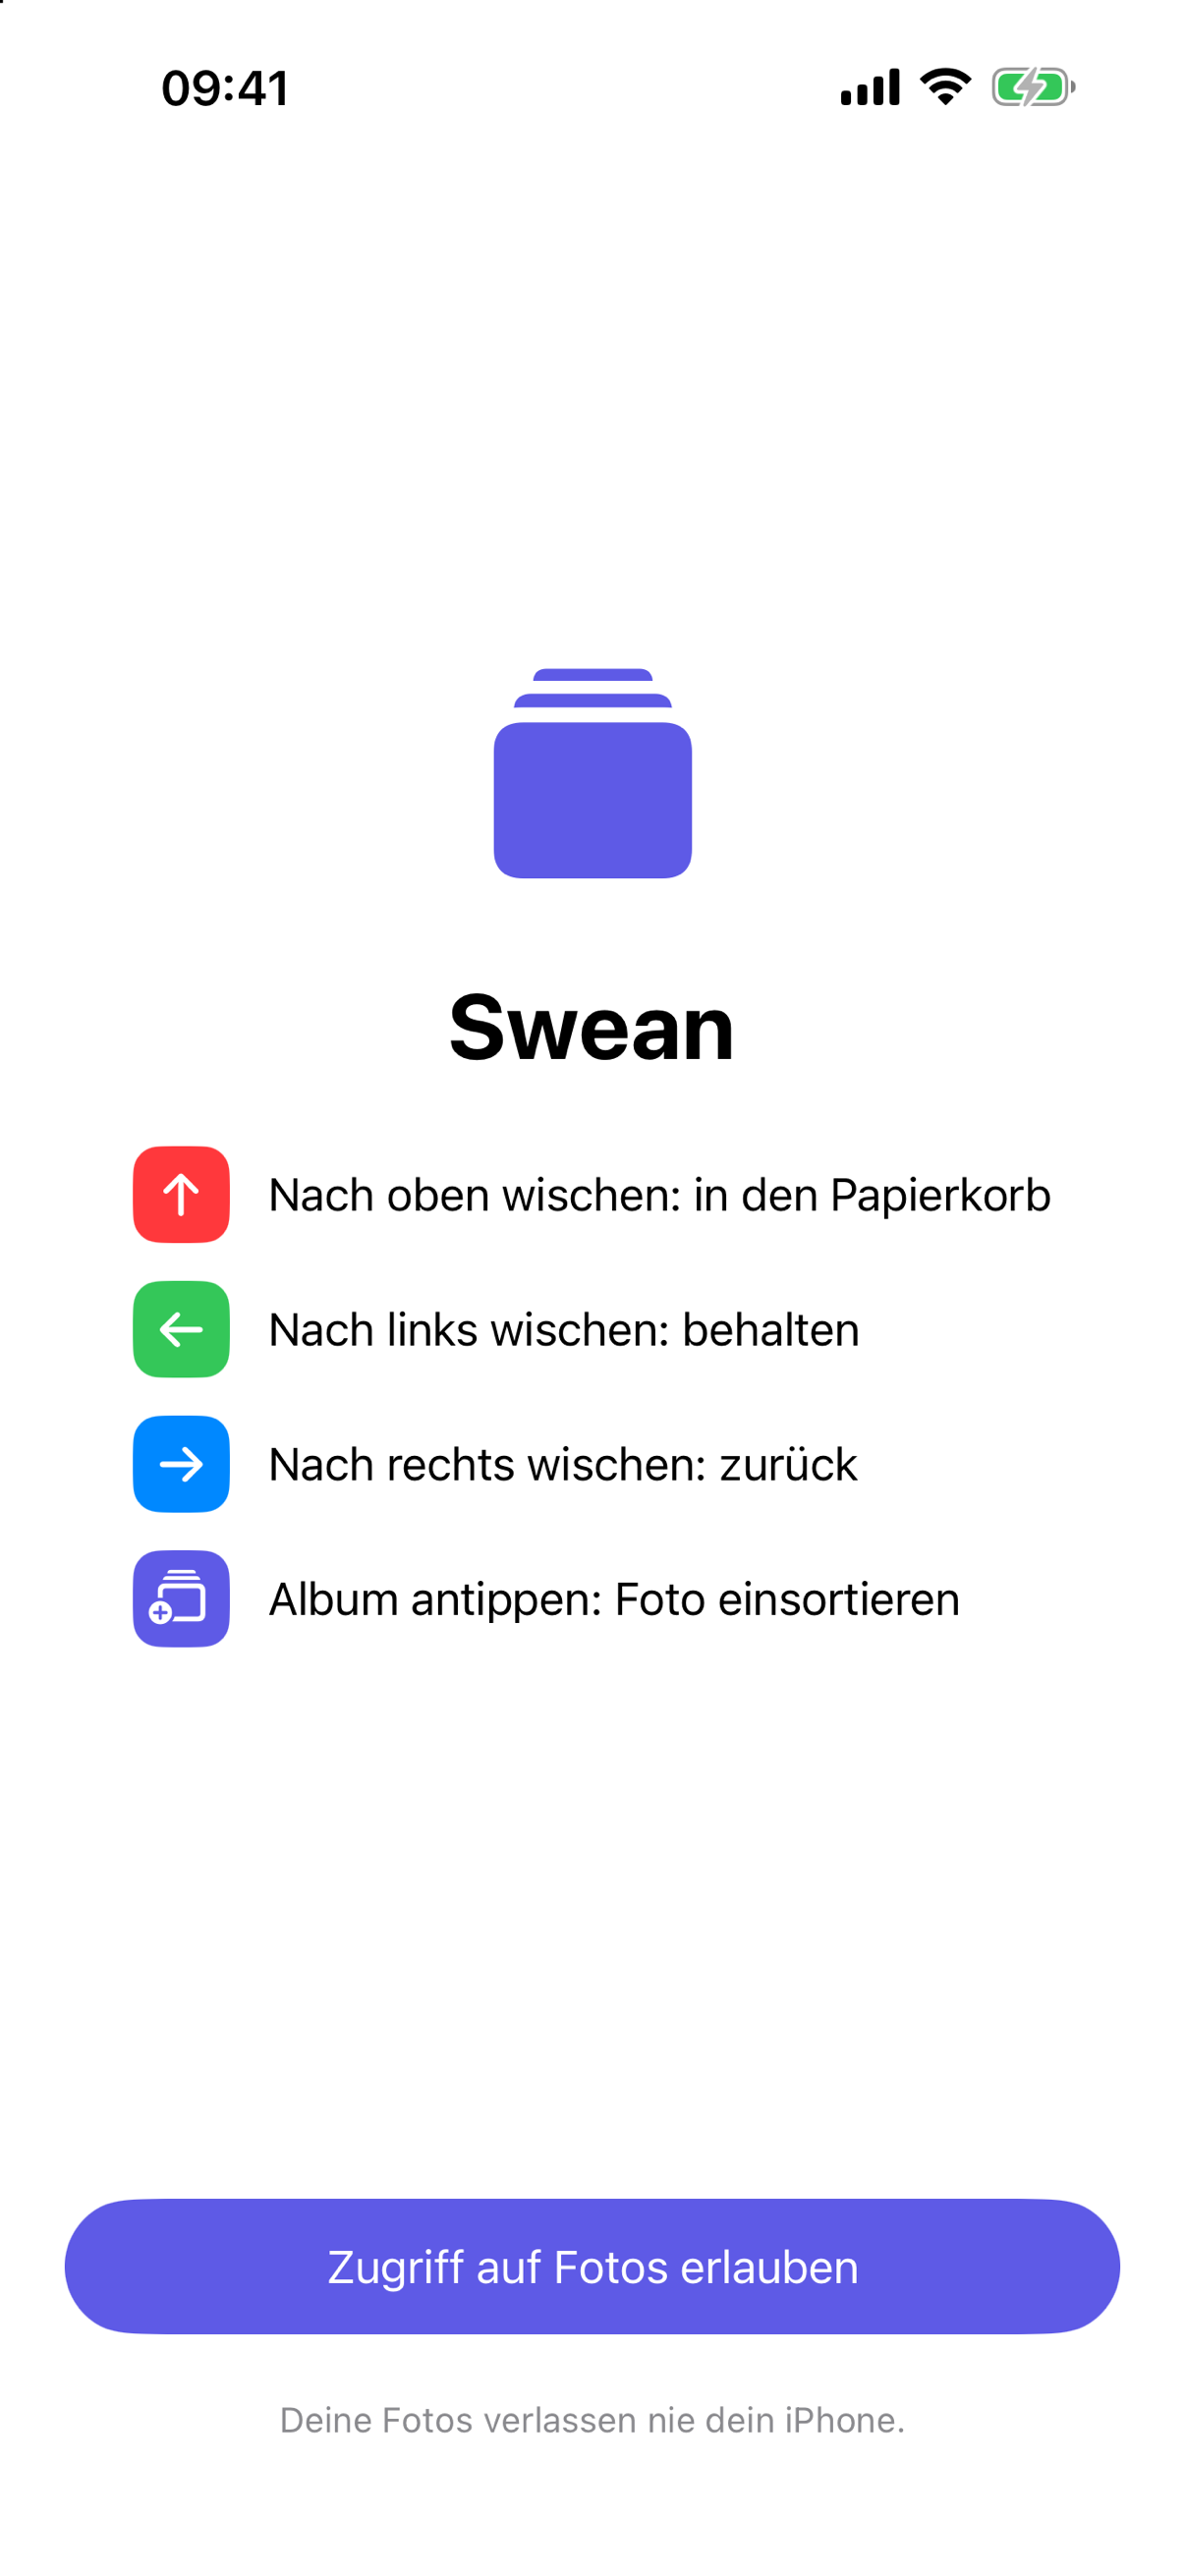 09:41
Swean
Nach oben wischen: in den Papierkorb
Nach links wischen: behalten
Nach rechts wischen: zurück
Album antippen: Foto einsortieren
Zugriff auf Fotos erlauben
Deine Fotos verlassen nie dein iPhone.